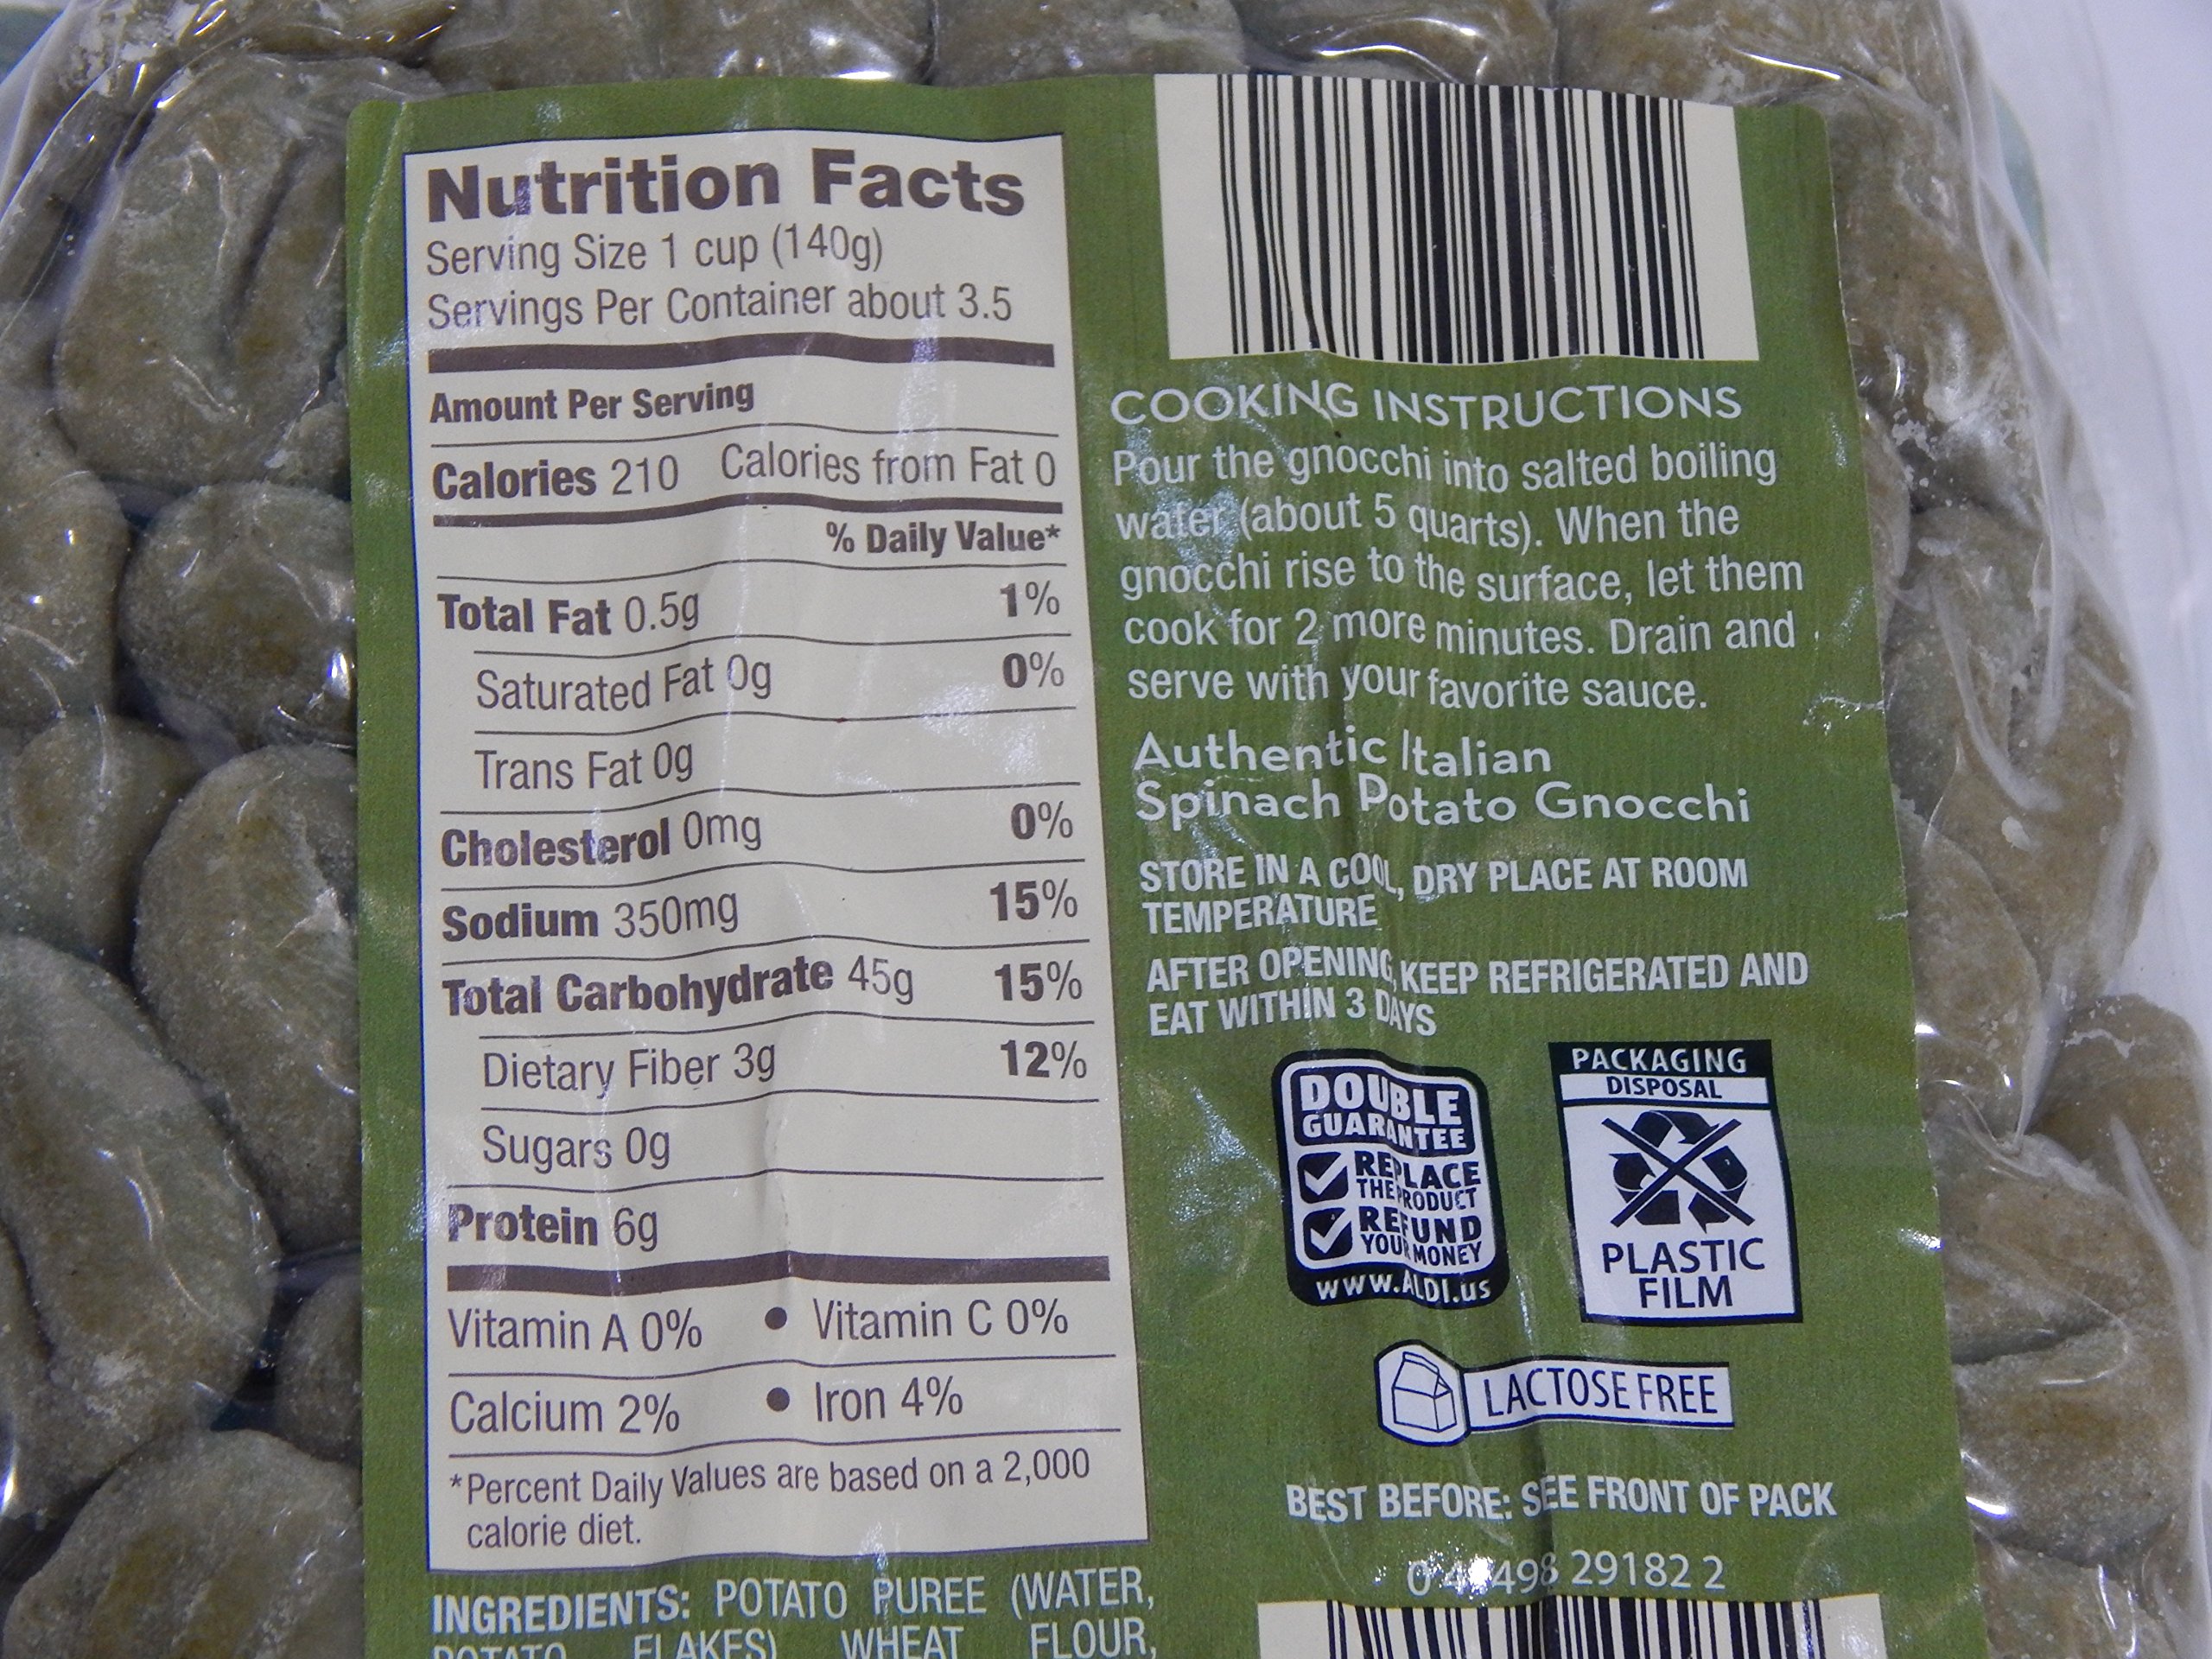 Nutrition Facts
Serving Size 1 cup (140g)
Servings Per Container about 3.5
Amount Per Serving
Calories 210 Calories from Fat 0
% Daily Value*
Total Fat 0.5g 1%
Saturated Fat 0g 0%
Trans Fat 0g
Cholesterol 0mg 0%
Sodium 350mg 15%
Total Carbohydrate 45g 15%
Dietary Fiber 3g 12%
Sugars 0g
Protein 6g
Vitamin A 0% • Vitamin C 0%
Calcium 2% • Iron 4%
*Percent Daily Values are based on a 2,000
calorie diet.
INGREDIENTS: POTATO PUREE (WATER,
POTATO FLAKES) WHEAT FLOUR,
COOKING INSTRUCTIONS
Pour the gnocchi into salted boiling
water (about 5 quarts). When the
gnocchi rise to the surface, let them
cook for 2 more minutes. Drain and
serve with your favorite sauce.
Authentic Italian
Spinach Potato Gnocchi
STORE IN A COOL, DRY PLACE AT ROOM
TEMPERATURE
AFTER OPENING, KEEP REFRIGERATED AND
EAT WITHIN 3 DAYS
DOUBLE
GUARANTEE
REPLACE
THE PRODUCT
REFUND
YOUR MONEY
www.ALDI.us
PACKAGING
DISPOSAL
PLASTIC
FILM
LACTOSE FREE
BEST BEFORE: SEE FRONT OF PACK
29182 2